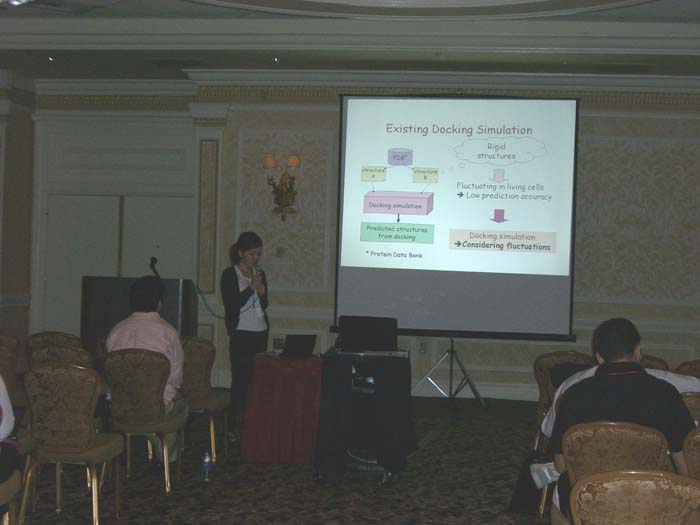 Existing Docking Simulation
PDB*
structure
A
structure
B
Rigid
structures
Docking simulation
Predicted structures
from docking
* Protein Data Bank
Fluctuating in living cells
➔ Low prediction accuracy
Docking simulation
➔Considering fluctuations